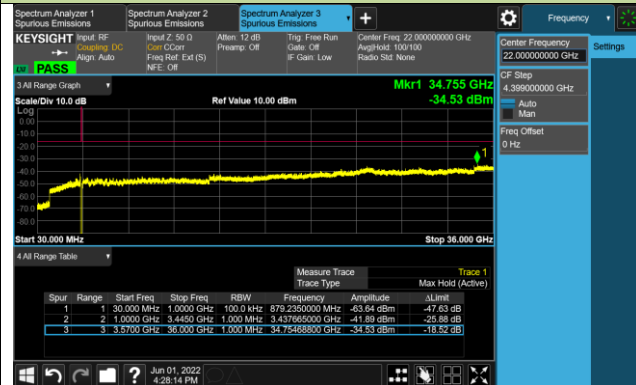 Spectrum Analyzer 1
Spurious Emissions
Spectrum Analyzer 2
Spurious Emissions
Spectrum Analyzer 3
Spurious Emissions
Frequency
KEYSIGHT
Input: RF
Coupling: DC
Align: Auto
Input Z: 50 Ω
Corr CCorr
Freq Ref: Ext (S)
NFE: Off
Atten: 12 dB
Preamp: Off
Trig: Free Run
Gate: Off
IF Gain: Low
Center Freq: 22.000000000 GHz
Avg|Hold: 100/100
Radio Std: None
PASS
Center Frequency
22.000000000 GHz
Settings
CF Step
4.399000000 GHz
Auto
Man
Freq Offset
0 Hz
3 All Range Graph
Mkr1 34.755 GHz
-34.53 dBm
Scale/Div 10.0 dB
Ref Value 10.00 dBm
Log
0.00
-10.0
-20.0
-30.0
-40.0
-50.0
-60.0
-70.0
-80.0
1
Start 30.000 MHz
Stop 36.000 GHz
4 All Range Table
Measure Trace Trace 1
Trace Type Max Hold (Active)
Spur Range Start Freq Stop Freq RBW Frequency Amplitude ΔLimit
1 1 30.000 MHz 1.0000 GHz 100.0 kHz 879.2350000 MHz -63.64 dBm -47.63 dB
2 2 1.0000 GHz 3.4450 GHz 1.000 MHz 3.437665000 GHz -41.89 dBm -25.88 dB
3 3 3.5700 GHz 36.000 GHz 1.000 MHz 34.75468800 GHz -34.53 dBm -18.52 dB
?
Jun 01, 2022
4:28:14 PM